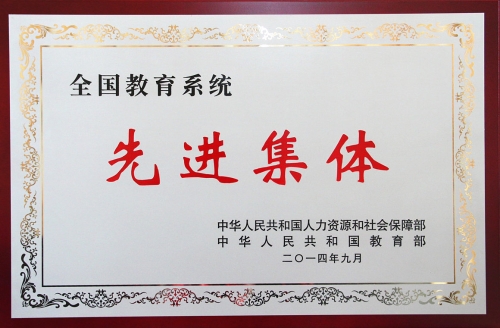 全国教育系统
先进集体
中华人民共和国人力资源和社会保障部
中华人民共和国教育部
二〇一四年九月